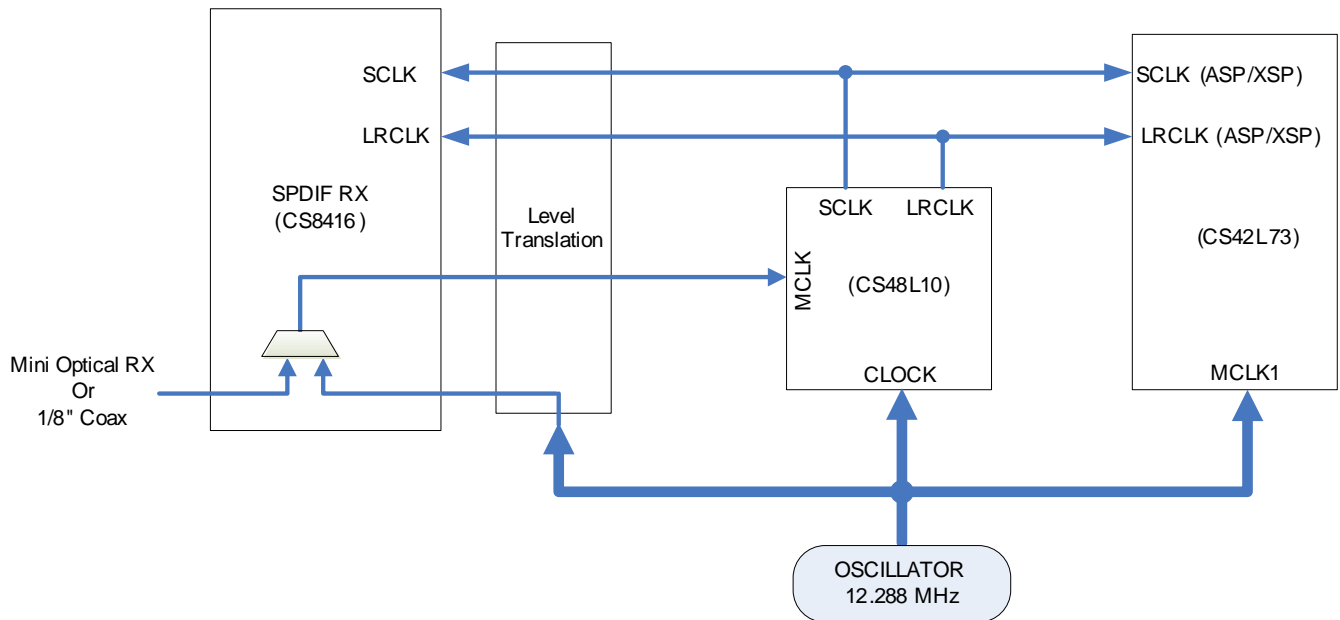 SCLK
LRCLK
SPDIF RX
(CS8416)
Mini Optical RX
Or
1/8" Coax
Level
Translation
SCLK LRCLK
MCLK
(CS48L10)
CLOCK
SCLK (ASP/XSP)
LRCLK (ASP/XSP)
(CS42L73)
MCLK1
OSCILLATOR
12.288 MHz